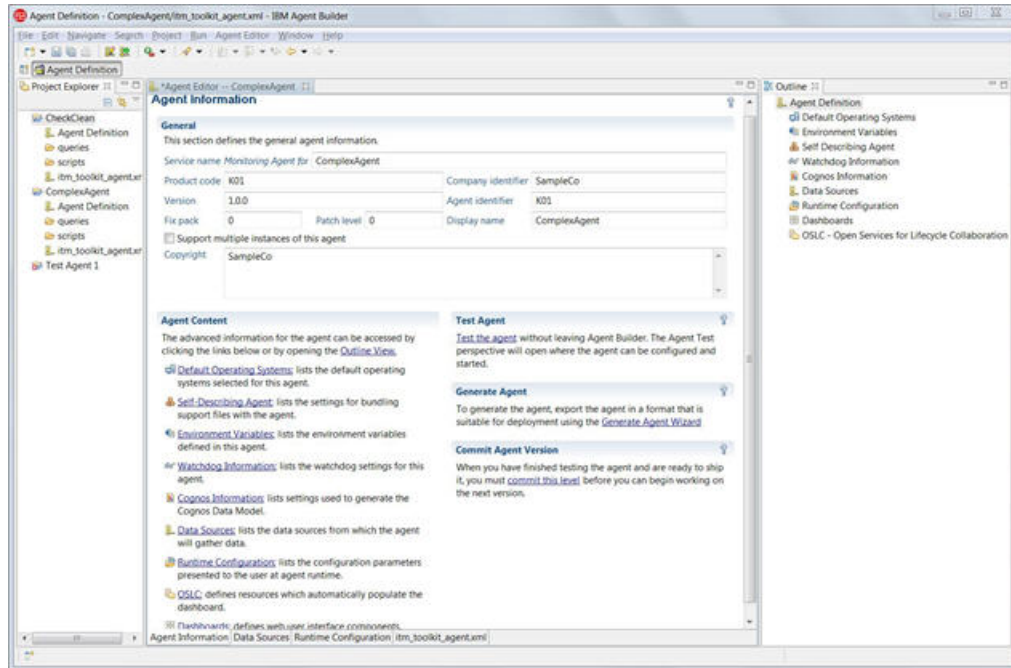 Agent Definition - ComplexAgent/itm_toolkit_agent.xml - IBM Agent Builder
File Edit Navigate Search Project Run Agent Editor Window Help
Agent Definition
Project Explorer
CheckClean
Agent Definition
queries
scripts
itm_toolkit_agent.xr
ComplexAgent
Agent Definition
queries
scripts
itm_toolkit_agent.xr
Test Agent 1
*Agent Editor -- ComplexAgent
Agent Information
General
This section defines the general agent information.
Service name Monitoring Agent for ComplexAgent
Product code K01 Company identifier SampleCo
Version 1.0.0 Agent identifier K01
Fix pack 0 Patch level 0 Display name ComplexAgent
Support multiple instances of this agent
Copyright SampleCo
Agent Content
The advanced information for the agent can be accessed by
clicking the links below or by opening the Outline View.
Default Operating Systems: lists the default operating
systems selected for this agent.
Self-Describing Agent: lists the settings for bundling
support files with the agent.
Environment Variables: lists the environment variables
defined in this agent.
Watchdog Information: lists the watchdog settings for this
agent.
Cognos Information: lists settings used to generate the
Cognos Data Model.
Data Sources: lists the data sources from which the agent
will gather data.
Runtime Configuration: lists the configuration parameters
presented to the user at agent runtime.
OSLC: defines resources which automatically populate the
dashboard.
Dashboards: defines web user interface components.
Test Agent
Test the agent without leaving Agent Builder. The Agent Test
perspective will open where the agent can be configured and
started.
Generate Agent
To generate the agent, export the agent in a format that is
suitable for deployment using the Generate Agent Wizard
Commit Agent Version
When you have finished testing the agent and are ready to ship
it, you must commit this level before you can begin working on
the next version.
Agent Information Data Sources Runtime Configuration itm_toolkit_agent.xml
Outline
Agent Definition
Default Operating Systems
Environment Variables
Self Describing Agent
Watchdog Information
Cognos Information
Data Sources
Runtime Configuration
Dashboards
OSLC - Open Services for Lifecycle Collaboration